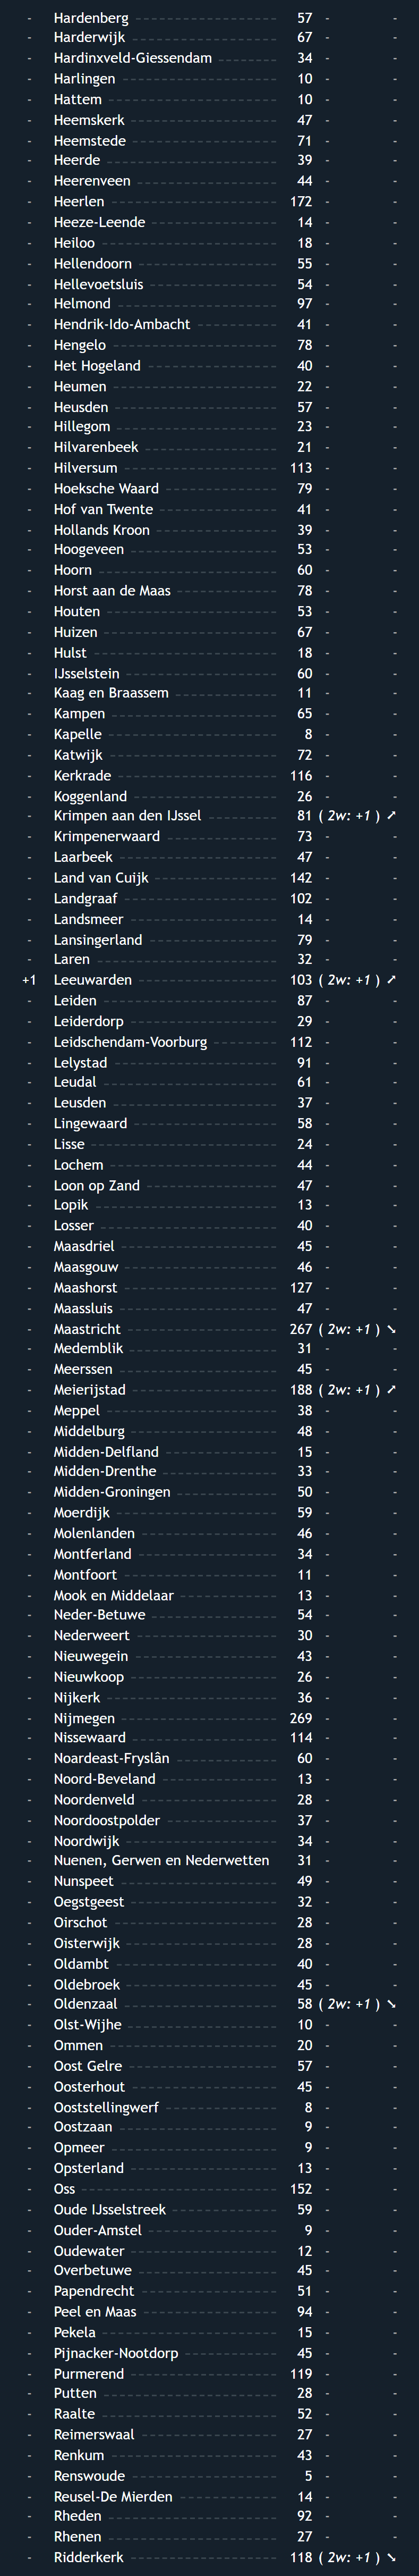 - Hardenberg 57 - -
- Harderwijk 67 - -
- Hardinxveld-Giessendam 34 - -
- Harlingen 10 - -
- Hattem 10 - -
- Heemskerk 47 - -
- Heemstede 71 - -
- Heerde 39 - -
- Heerenveen 44 - -
- Heerlen 172 - -
- Heeze-Leende 14 - -
- Heiloo 18 - -
- Hellendoorn 55 - -
- Hellevoetsluis 54 - -
- Helmond 97 - -
- Hendrik-Ido-Ambacht 41 - -
- Hengelo 78 - -
- Het Hogeland 40 - -
- Heumen 22 - -
- Heusden 57 - -
- Hillegom 23 - -
- Hilvarenbeek 21 - -
- Hilversum 113 - -
- Hoeksche Waard 79 - -
- Hof van Twente 41 - -
- Hollands Kroon 39 - -
- Hoogeveen 53 - -
- Hoorn 60 - -
- Horst aan de Maas 78 - -
- Houten 53 - -
- Huizen 67 - -
- Hulst 18 - -
- IJsselstein 60 - -
- Kaag en Braassem 11 - -
- Kampen 65 - -
- Kapelle 8 - -
- Katwijk 72 - -
- Kerkrade 116 - -
- Koggenland 26 - -
- Krimpen aan den IJssel 81 ( 2w: +1 ) ➚
- Krimpenerwaard 73 - -
- Laarbeek 47 - -
- Land van Cuijk 142 - -
- Landgraaf 102 - -
- Landsmeer 14 - -
- Lansingerland 79 - -
- Laren 32 - -
+1 Leeuwarden 103 ( 2w: +1 ) ➚
- Leiden 87 - -
- Leiderdorp 29 - -
- Leidschendam-Voorburg 112 - -
- Lelystad 91 - -
- Leudal 61 - -
- Leusden 37 - -
- Lingewaard 58 - -
- Lisse 24 - -
- Lochem 44 - -
- Loon op Zand 47 - -
- Lopik 13 - -
- Losser 40 - -
- Maasdriel 45 - -
- Maasgouw 46 - -
- Maashorst 127 - -
- Maassluis 47 - -
- Maastricht 267 ( 2w: +1 ) ➘
- Medemblik 31 - -
- Meerssen 45 - -
- Meierijstad 188 ( 2w: +1 ) ➚
- Meppel 38 - -
- Middelburg 48 - -
- Midden-Delfland 15 - -
- Midden-Drenthe 33 - -
- Midden-Groningen 50 - -
- Moerdijk 59 - -
- Molenlanden 46 - -
- Montferland 34 - -
- Montfoort 11 - -
- Mook en Middelaar 13 - -
- Neder-Betuwe 54 - -
- Nederweert 30 - -
- Nieuwegein 43 - -
- Nieuwkoop 26 - -
- Nijkerk 36 - -
- Nijmegen 269 - -
- Nissewaard 114 - -
- Noardeast-Fryslân 60 - -
- Noord-Beveland 13 - -
- Noordenveld 28 - -
- Noordoostpolder 37 - -
- Noordwijk 34 - -
- Nuenen, Gerwen en Nederwetten 31 - -
- Nunspeet 49 - -
- Oegstgeest 32 - -
- Oirschot 28 - -
- Oisterwijk 28 - -
- Oldambt 40 - -
- Oldebroek 45 - -
- Oldenzaal 58 ( 2w: +1 ) ➘
- Olst-Wijhe 10 - -
- Ommen 20 - -
- Oost Gelre 57 - -
- Oosterhout 45 - -
- Ooststellingwerf 8 - -
- Oostzaan 9 - -
- Opmeer 9 - -
- Opsterland 13 - -
- Oss 152 - -
- Oude IJsselstreek 59 - -
- Ouder-Amstel 9 - -
- Oudewater 12 - -
- Overbetuwe 45 - -
- Papendrecht 51 - -
- Peel en Maas 94 - -
- Pekela 15 - -
- Pijnacker-Nootdorp 45 - -
- Purmerend 119 - -
- Putten 28 - -
- Raalte 52 - -
- Reimerswaal 27 - -
- Renkum 43 - -
- Renswoude 5 - -
- Reusel-De Mierden 14 - -
- Rheden 92 - -
- Rhenen 27 - -
- Ridderkerk 118 ( 2w: +1 ) ➘